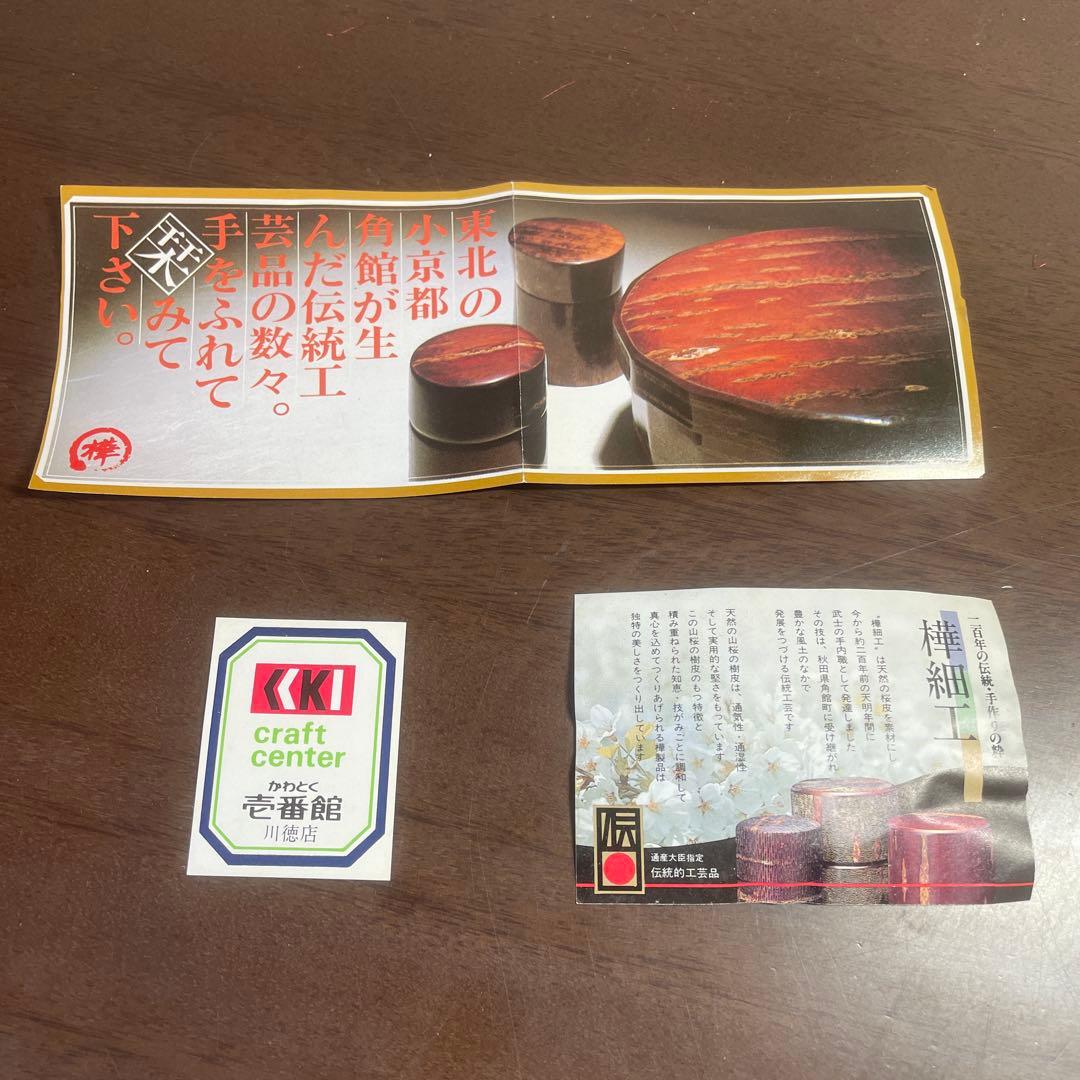 東北の
小京都
角館が生
んだ伝統工
芸品の数々。
手をふれて
栞みて
下さい。
樺
KKI
craft
center
かわとく
壱番館
川徳店
二百年の伝統・手作りの粋
樺細工
“樺細工”は天然の桜皮を素材にし
今から約二百年前の天明年間に
武士の手内職として発達しました
その技は、秋田県角館町に受け継がれ
豊かな風土のなかで
発展をつづける伝統工芸です
天然の山桜の樹皮は、通気性・通湿性
そして実用的な堅さをもっています
この山桜の樹皮のもつ特徴と
積み重ねられた知恵・技がみごとに調和して
真心を込めてつくりあげられる樺製品は
独特の美しさをつくり出しています
伝
通産大臣指定
伝統的工芸品